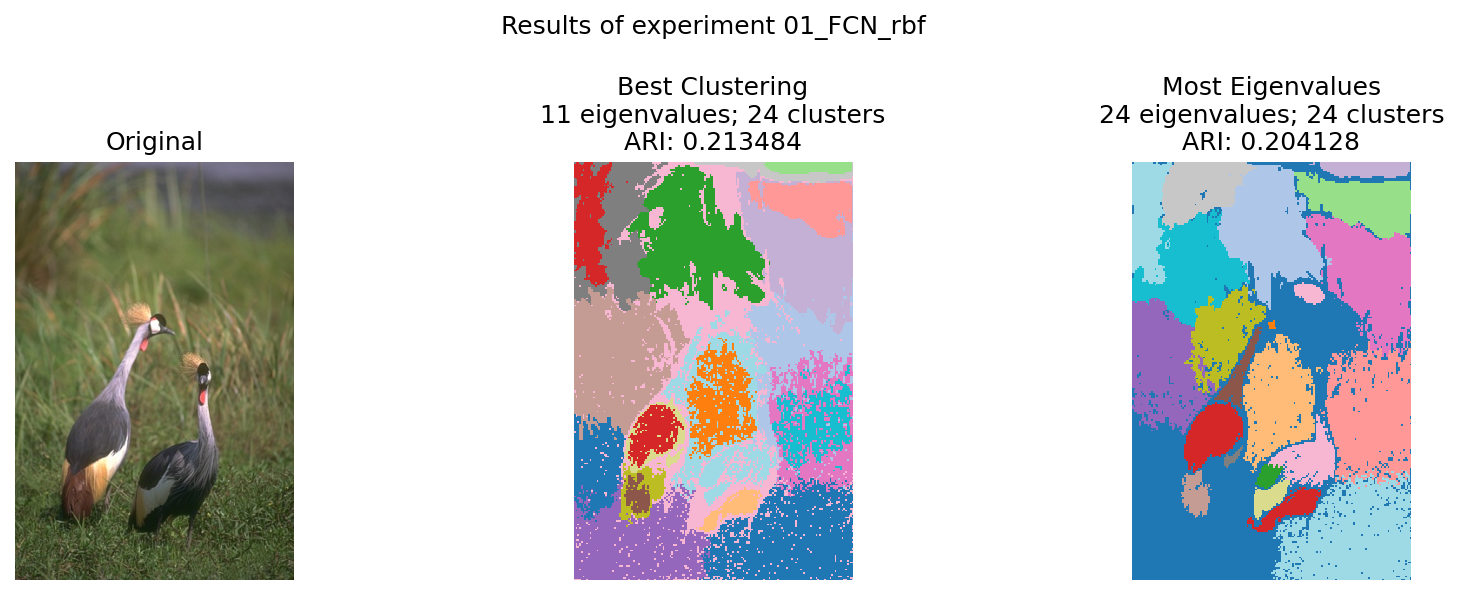 Results of experiment 01_FCN_rbf
Original
Best Clustering
11 eigenvalues; 24 clusters
ARI: 0.213484
Most Eigenvalues
24 eigenvalues; 24 clusters
ARI: 0.204128